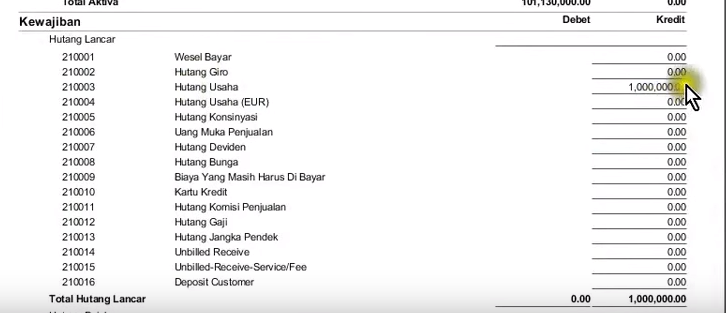 Total Aktiva 101,130,000.00 0.00
Kewajiban Debet Kredit
Hutang Lancar
210001 Wesel Bayar 0.00
210002 Hutang Giro 0.00
210003 Hutang Usaha 1,000,000.
210004 Hutang Usaha (EUR) 0.00
210005 Hutang Konsinyasi 0.00
210006 Uang Muka Penjualan 0.00
210007 Hutang Deviden 0.00
210008 Hutang Bunga 0.00
210009 Biaya Yang Masih Harus Di Bayar 0.00
210010 Kartu Kredit 0.00
210011 Hutang Komisi Penjualan 0.00
210012 Hutang Gaji 0.00
210013 Hutang Jangka Pendek 0.00
210014 Unbilled Receive 0.00
210015 Unbilled-Receive-Service/Fee 0.00
210016 Deposit Customer 0.00
Total Hutang Lancar 0.00 1,000,000.00